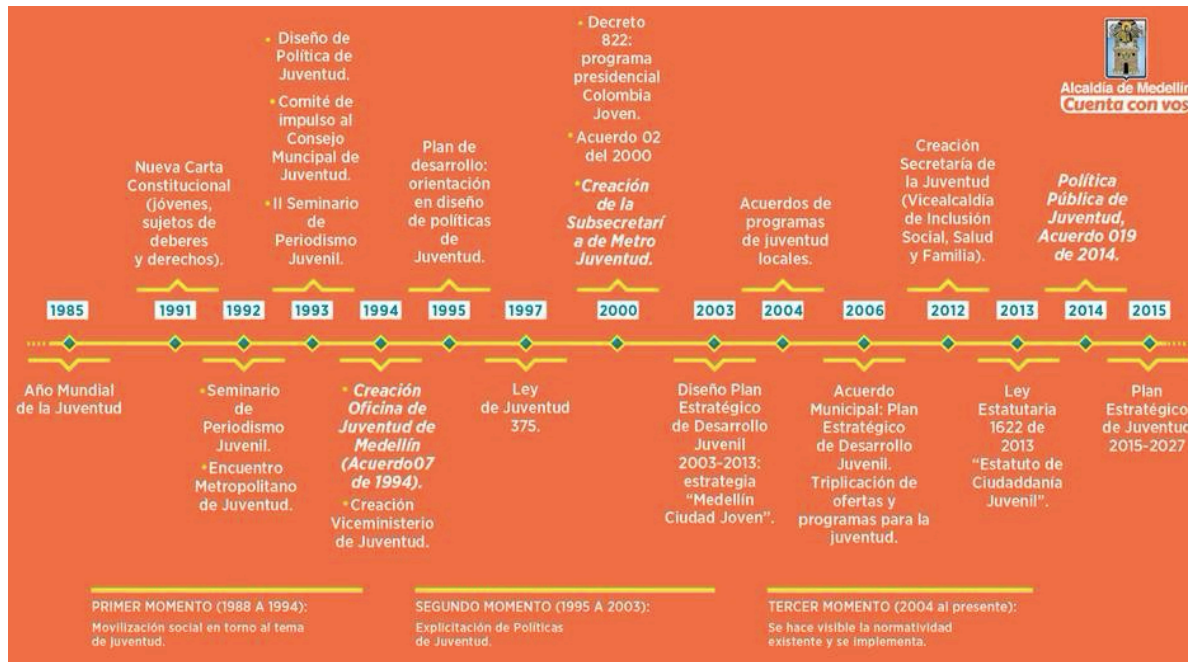 Alcaldía de Medellín
Cuenta con vos
Nueva Carta
Constitucional
(jóvenes,
sujetos de
deberes
y derechos).
• Diseño de
Política de
Juventud.
• Comité de
impulso al
Consejo
Muncipal de
Juventud.
• II Seminario
de
Periodismo
Juvenil.
Plan de
desarrollo:
orientación
en diseño
de políticas
de
Juventud.
• Decreto
822:
programa
presidencial
Colombia
Joven.
• Acuerdo 02
del 2000
• Creación
de la
Subsecretarí
a de Metro
Juventud.
Acuerdos de
programas
de juventud
locales.
Creación
Secretaría de
la Juventud
(Vicealcaldía
de Inclusión
Social, Salud
y Familia).
Política
Pública de
Juventud,
Acuerdo 019
de 2014.
1985 1991 1992 1993 1994 1995 1997 2000 2003 2004 2006 2012 2013 2014 2015
Año Mundial
de la Juventud
• Seminario
de
Periodismo
Juvenil.
• Encuentro
Metropolitano
de Juventud.
• Creación
Oficina de
Juventud de
Medellín
(Acuerdo07
de 1994).
• Creación
Viceministerio
de Juventud.
Ley
de Juventud
375.
Diseño Plan
Estratégico
de Desarrollo
Juvenil
2003-2013:
estrategia
“Medellín
Ciudad Joven”.
Acuerdo
Municipal: Plan
Estratégico
de Desarrollo
Juvenil.
Triplicación de
ofertas y
programas para la
juventud.
Ley
Estatutaria
1622 de
2013
“Estatuto de
Ciudaddanía
Juvenil”.
Plan
Estratégico
de Juventud
2015-2027
PRIMER MOMENTO (1988 A 1994):
Movilización social en torno al tema
de juventud.
SEGUNDO MOMENTO (1995 A 2003):
Explicitación de Políticas
de Juventud.
TERCER MOMENTO (2004 al presente):
Se hace visible la normatividad
existente y se implementa.